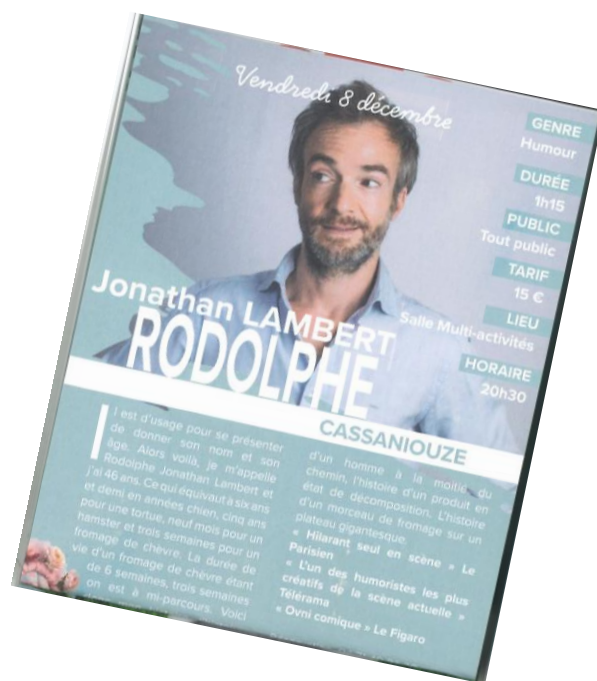 Vendredi 8 décembre
GENRE
Humour
DURÉE
1h15
PUBLIC
Tout public
TARIF
15 €
LIEU
Salle Multi-activités
HORAIRE
20h30
Jonathan LAMBERT
RODOLPHE
CASSANIOUZE
Il est d'usage pour se présenter
de donner son nom et son
âge. Alors voilà, je m'appelle
Rodolphe Jonathan Lambert et
j'ai 46 ans. Ce qui équivaut à six ans
et demi en années chien, cinq ans
pour une torture, neuf mois pour un
hamster et trois semaines pour un
fromage de chèvre. La durée de
vie d'un fromage de chèvre étant
de 6 semaines, trois semaines
on est à mi-parcours. Voici
d'un homme à la moitié du
chemin, l'histoire d'un produit en
état de décomposition. L'histoire
d'un morceau de fromage sur un
plateau gigantesque.
« Hilarant seul en scène » Le
Parisien
« L'un des humoristes les plus
créatifs de la scène actuelle »
Télérama
« Ovni comique » Le Figaro